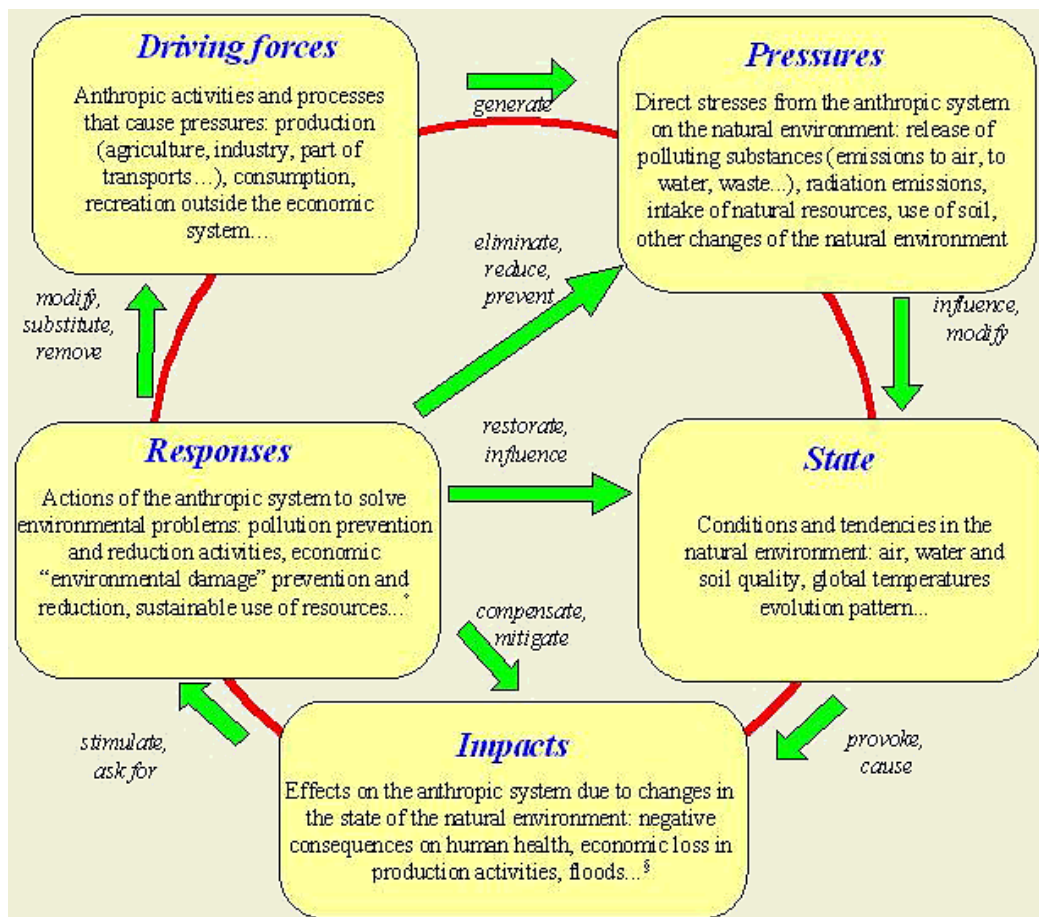 Driving forces
Anthropic activities and processes
that cause pressures: production
(agriculture, industry, part of
transports...), consumption,
recreation outside the economic
system...
generate
Pressures
Direct stresses from the anthropic system
on the natural environment: release of
polluting substances (emissions to air, to
water, waste...), radiation emissions,
intake of natural resources, use of soil,
other changes of the natural environment
modify,
substitute,
remove
eliminate,
reduce,
prevent
influence,
modify
Responses
Actions of the anthropic system to solve
environmental problems: pollution prevention
and reduction activities, economic
“environmental damage” prevention and
reduction, sustainable use of resources...°
restorate,
influence
State
Conditions and tendencies in the
natural environment: air, water and
soil quality, global temperatures
evolution pattern...
compensate,
mitigate
stimulate,
ask for
Impacts
Effects on the anthropic system due to changes in
the state of the natural environment: negative
consequences on human health, economic loss in
production activities, floods...§
provoke,
cause